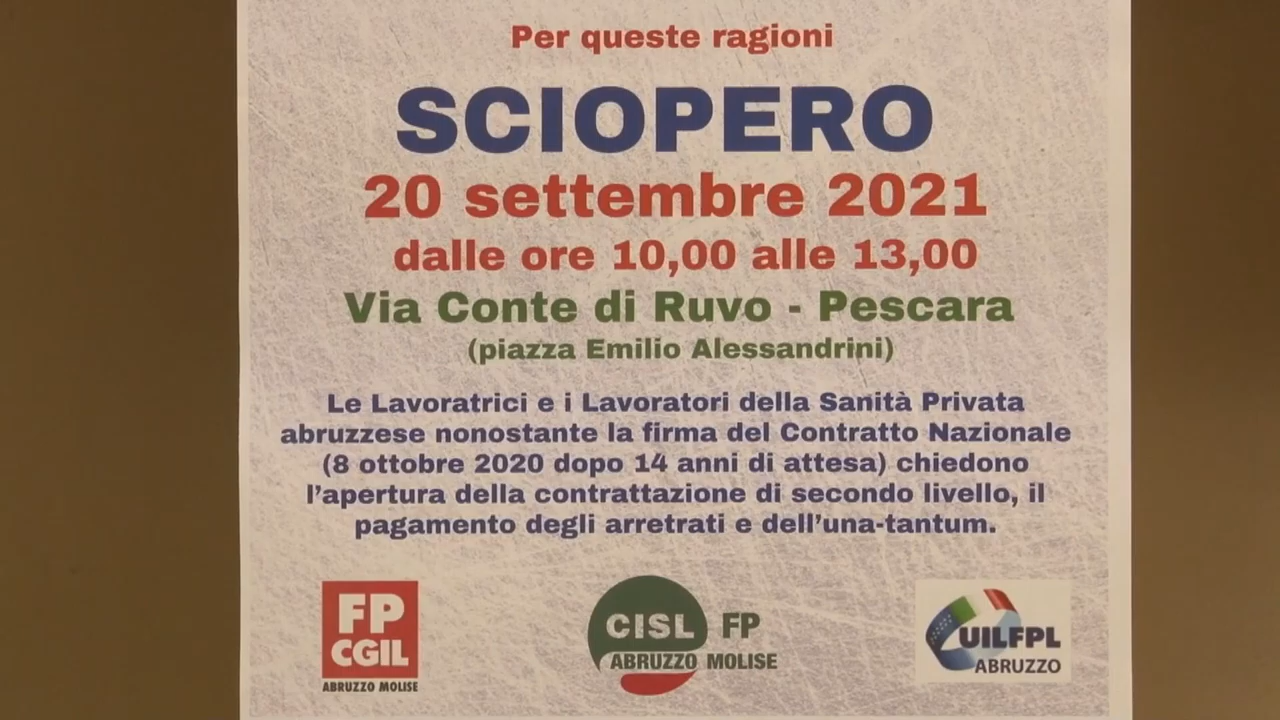 Per queste ragioni
SCIOPERO
20 settembre 2021
dalle ore 10,00 alle 13,00
Via Conte di Ruvo - Pescara
(piazza Emilio Alessandrini)
Le Lavoratrici e i Lavoratori della Sanità Privata
abruzzese nonostante la firma del Contratto Nazionale
(8 ottobre 2020 dopo 14 anni di attesa) chiedono
l'apertura della contrattazione di secondo livello, il
pagamento degli arretrati e dell'una-tantum.
FP
CGIL
ABRUZZO MOLISE
CISL FP
ABRUZZO MOLISE
UILFPL
ABRUZZO